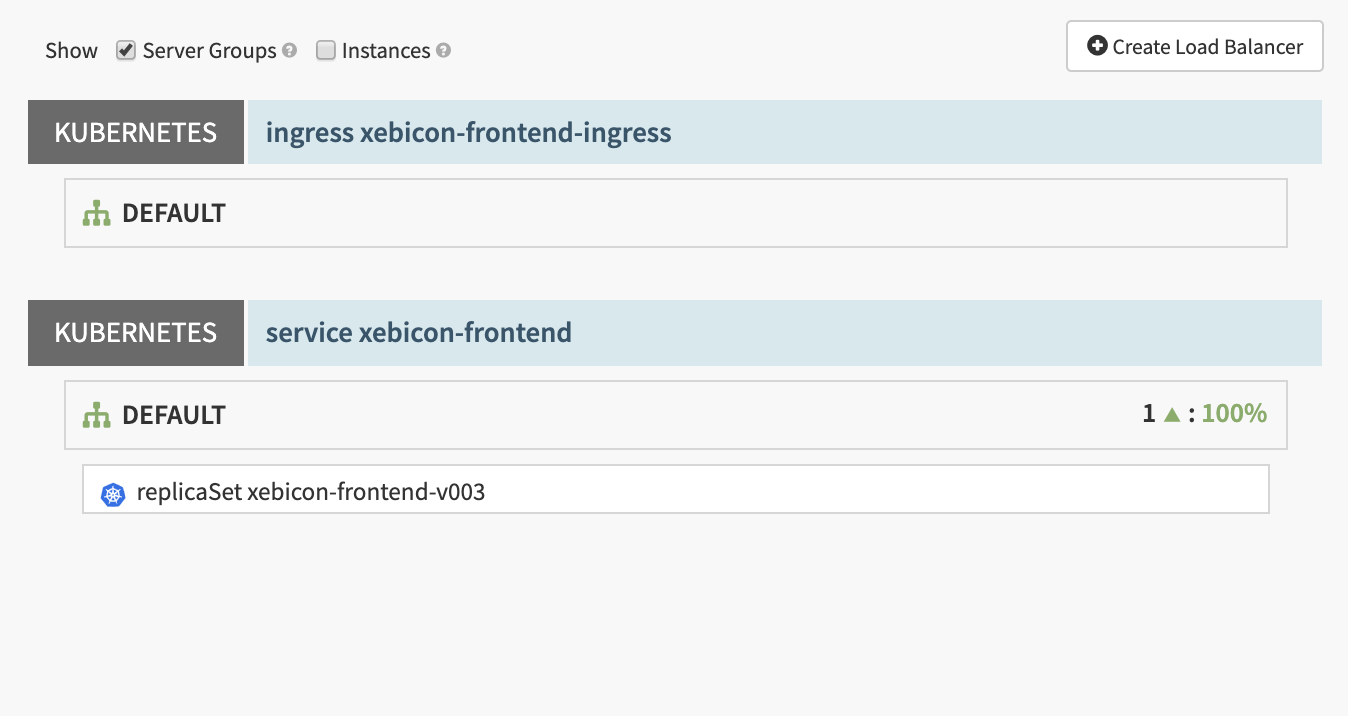 Show Server Groups Instances Create Load Balancer
KUBERNETES ingress xebicon-frontend-ingress
DEFAULT
KUBERNETES service xebicon-frontend
DEFAULT 1 ▲ : 100%
replicaSet xebicon-frontend-v003